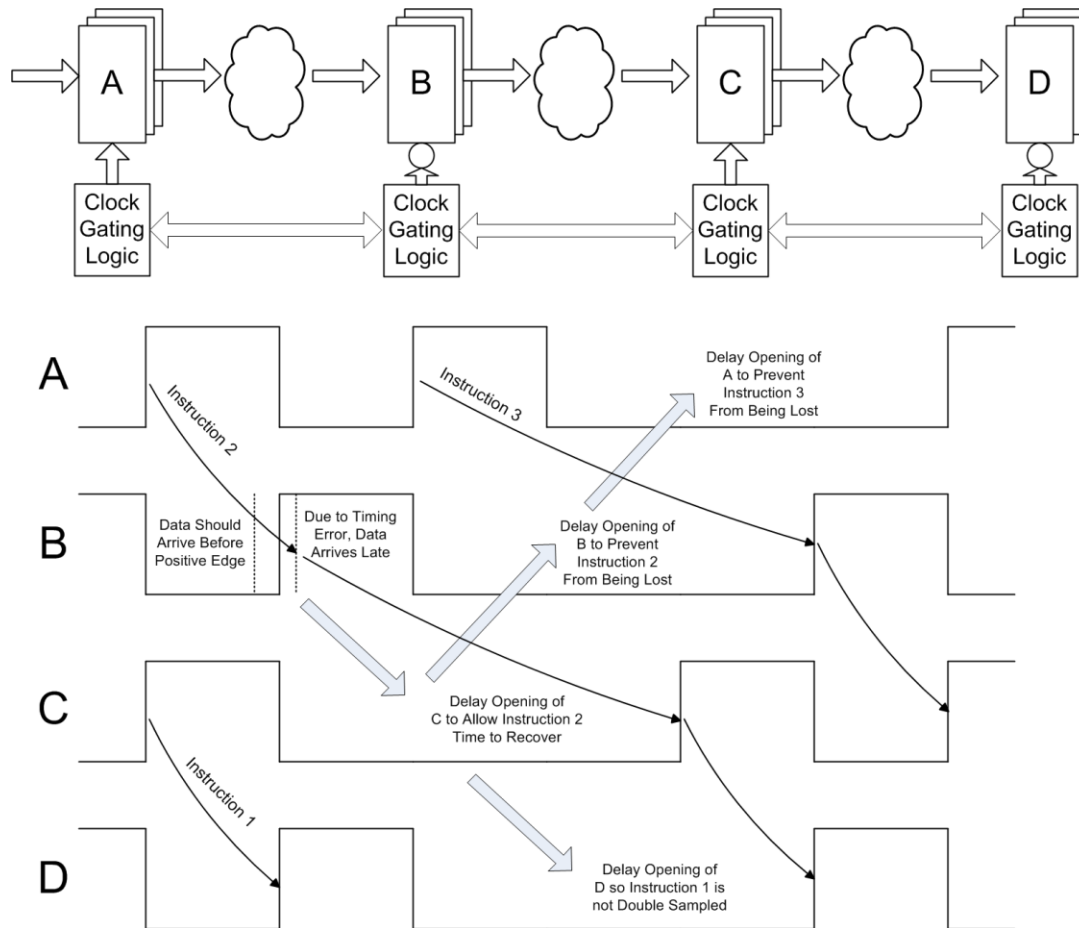 A
B
C
D
Clock
Gating
Logic
Clock
Gating
Logic
Clock
Gating
Logic
Clock
Gating
Logic
A
Instruction 2
Instruction 3
Delay Opening of
A to Prevent
Instruction 3
From Being Lost
B
Data Should
Arrive Before
Positive Edge
Due to Timing
Error, Data
Arrives Late
Delay Opening of
B to Prevent
Instruction 2
From Being Lost
C
Instruction 1
Delay Opening of
C to Allow Instruction 2
Time to Recover
D
Delay Opening of
D so Instruction 1 is
not Double Sampled